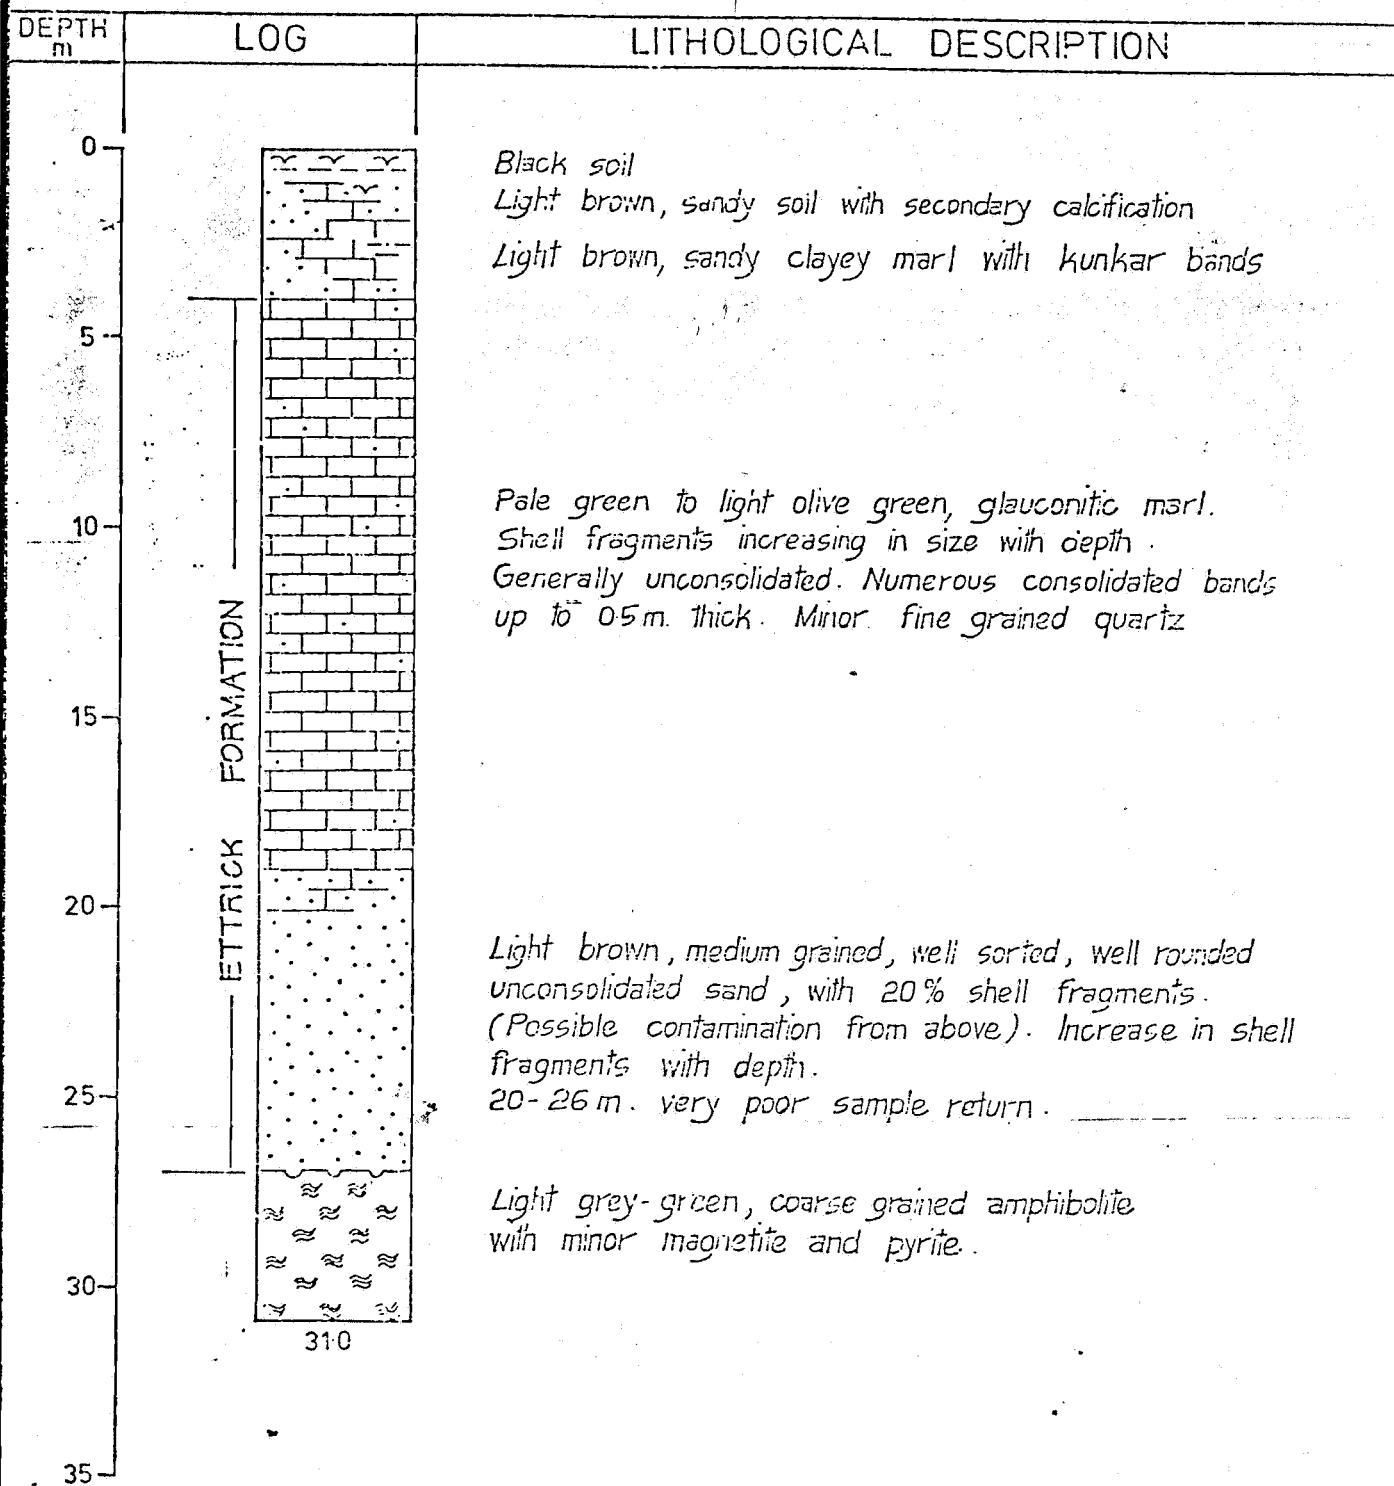 DEPTH
m
LOG
LITHOLOGICAL DESCRIPTION
0
Black soil
Light brown, sandy soil with secondary calcification
Light brown, sandy clayey marl with kunkar bands
5
10
Pale green to light olive green, glauconitic marl.
Shell fragments increasing in size with depth.
Generally unconsolidated. Numerous consolidated bands
up to 0·5m. thick. Minor fine grained quartz
ETTRICK FORMATION
15
20
Light brown, medium grained, well sorted, well rounded
unconsolidated sand, with 20% shell fragments.
(Possible contamination from above). Increase in shell
fragments with depth.
20-26m. very poor sample return.
25
Light grey-green, coarse grained amphibolite
with minor magnetite and pyrite.
30
31·0
35